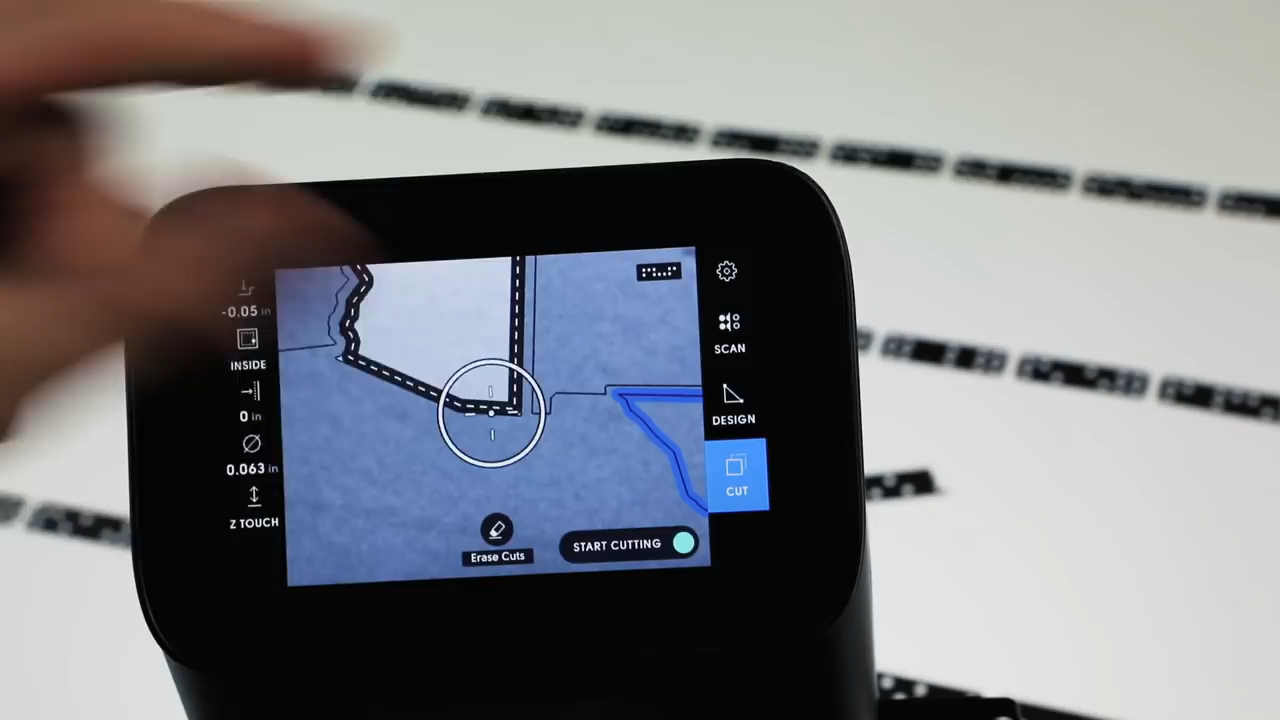 -0.05 in
INSIDE
0 in
0.063 in
Z TOUCH
SCAN
DESIGN
CUT
Erase Cuts
START CUTTING